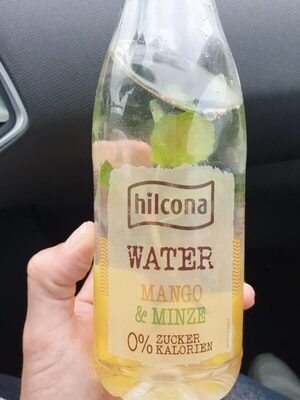 hilcona
WATER
MANGO
& MINZE
0% ZUCKER
KALORIEN